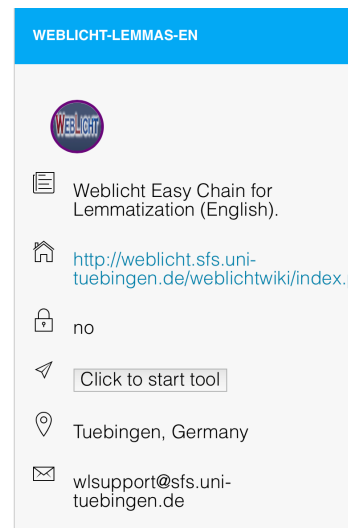 WEBLICHT-LEMMAS-EN
WEBLICHT
Weblicht Easy Chain for
Lemmatization (English).
http://weblicht.sfs.uni-
tuebingen.de/weblichtwiki/index.
no
Click to start tool
Tuebingen, Germany
wlsupport@sfs.uni-
tuebingen.de